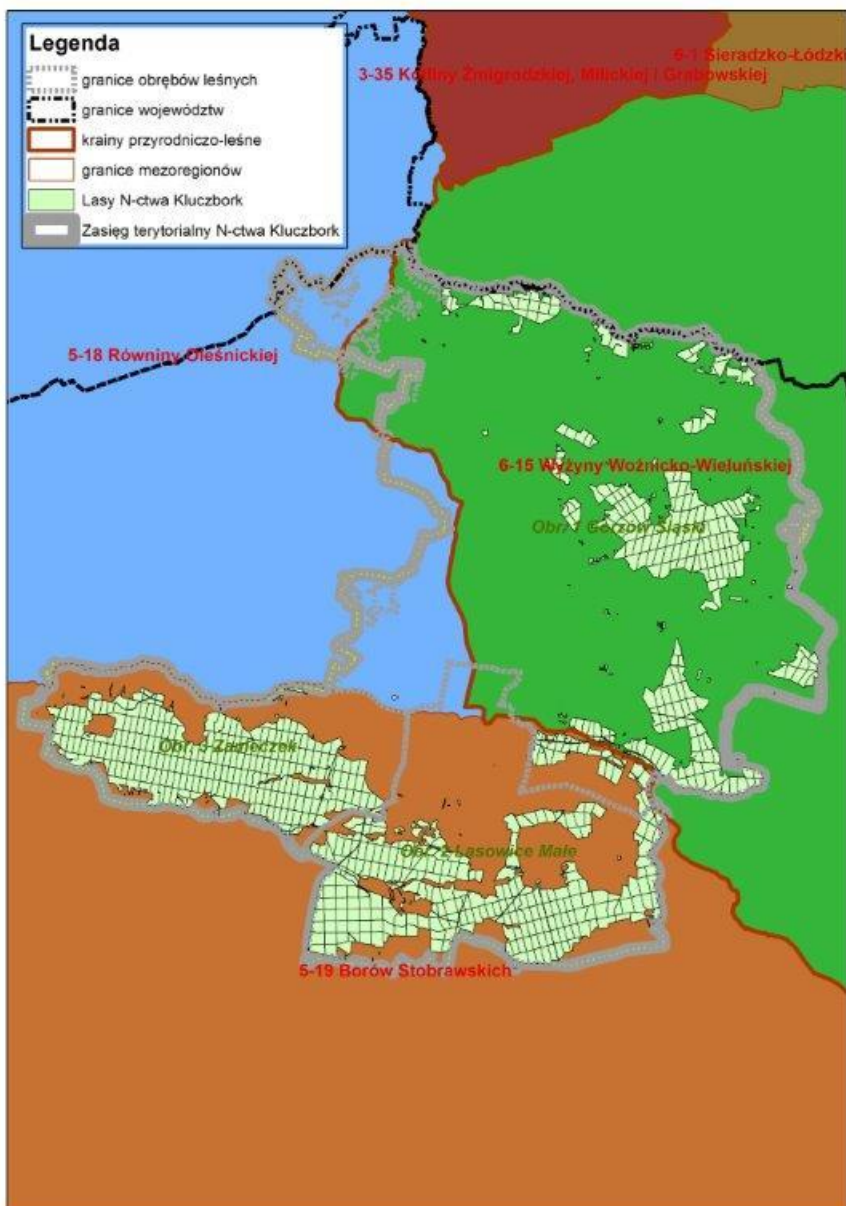 Legenda
granice obrębów leśnych
granice województw
krainy przyrodniczo-leśne
granice mezoregionów
Lasy N-ctwa Kluczbork
Zasięg terytorialny N-ctwa Kluczbork
6-1 Sieradzko-Łódzki
3-35 Kotliny Żmigrodzkiej, Milickiej i Grabowskiej
5-18 Równiny Oleśnickiej
6-15 Wyżyny Woźnicko-Wieluńskiej
Obr. 1 Gorzów Śląski
Obr. 3 Zameczek
Obr. 2 Lasowice Małe
5-19 Borów Stobrawskich